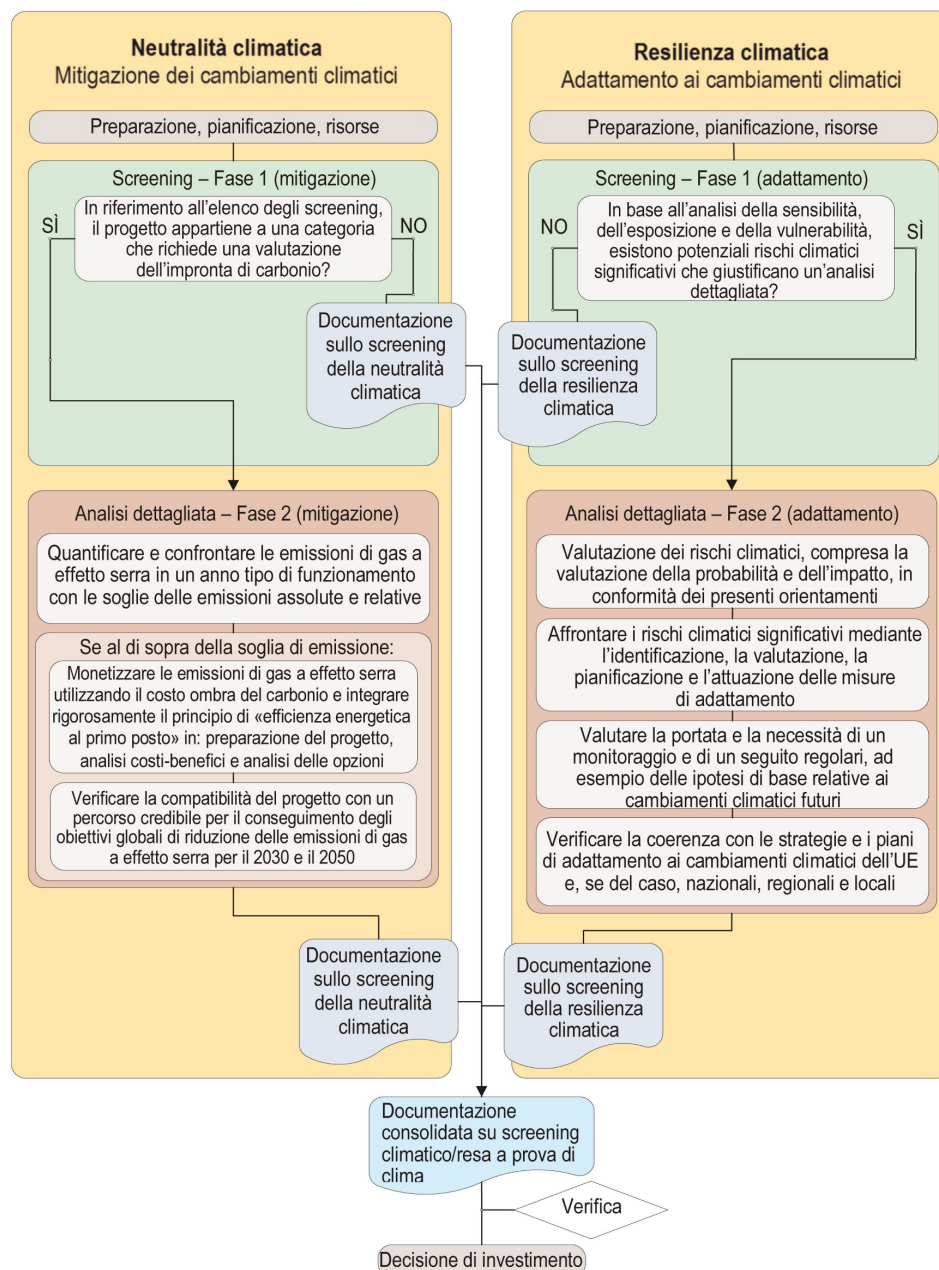 Neutralità climatica
Mitigazione dei cambiamenti climatici
Preparazione, pianificazione, risorse
Screening – Fase 1 (mitigazione)
SÌ
In riferimento all’elenco degli screening,
il progetto appartiene a una categoria
che richiede una valutazione
dell’impronta di carbonio?
NO
Documentazione
sullo screening
della neutralità
climatica
Analisi dettagliata – Fase 2 (mitigazione)
Quantificare e confrontare le emissioni di gas a
effetto serra in un anno tipo di funzionamento
con le soglie delle emissioni assolute e relative
Se al di sopra della soglia di emissione:
Monetizzare le emissioni di gas a effetto serra
utilizzando il costo ombra del carbonio e integrare
rigorosamente il principio di «efficienza energetica
al primo posto» in: preparazione del progetto,
analisi costi-benefici e analisi delle opzioni
Verificare la compatibilità del progetto con un
percorso credibile per il conseguimento degli
obiettivi globali di riduzione delle emissioni di gas
a effetto serra per il 2030 e il 2050
Documentazione
sullo screening
della neutralità
climatica
Resilienza climatica
Adattamento ai cambiamenti climatici
Preparazione, pianificazione, risorse
Screening – Fase 1 (adattamento)
NO
In base all’analisi della sensibilità,
dell’esposizione e della vulnerabilità,
esistono potenziali rischi climatici
significativi che giustificano un’analisi
dettagliata?
SÌ
Documentazione
sullo screening
della resilienza
climatica
Analisi dettagliata – Fase 2 (adattamento)
Valutazione dei rischi climatici, compresa la
valutazione della probabilità e dell’impatto, in
conformità dei presenti orientamenti
Affrontare i rischi climatici significativi mediante
l’identificazione, la valutazione, la
pianificazione e l’attuazione delle misure
di adattamento
Valutare la portata e la necessità di un
monitoraggio e di un seguito regolari, ad
esempio delle ipotesi di base relative ai
cambiamenti climatici futuri
Verificare la coerenza con le strategie e i piani
di adattamento ai cambiamenti climatici dell’UE
e, se del caso, nazionali, regionali e locali
Documentazione
sullo screening
della resilienza
climatica
Documentazione
consolidata su screening
climatico/resa a prova di
clima
Verifica
Decisione di investimento